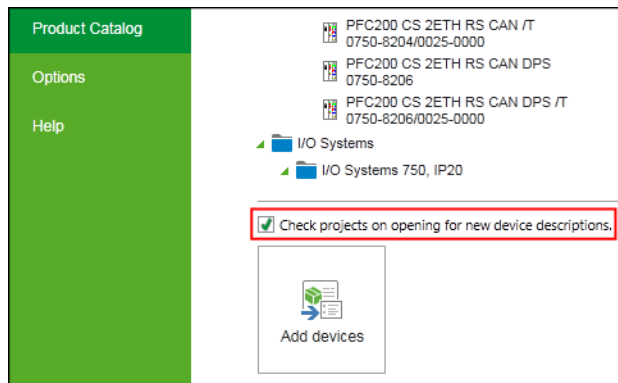 Product Catalog
Options
Help
PFC200 CS 2ETH RS CAN /T
0750-8204/0025-0000
PFC200 CS 2ETH RS CAN DPS
0750-8206
PFC200 CS 2ETH RS CAN DPS /T
0750-8206/0025-0000
I/O Systems
I/O Systems 750, IP20
Check projects on opening for new device descriptions.
Add devices